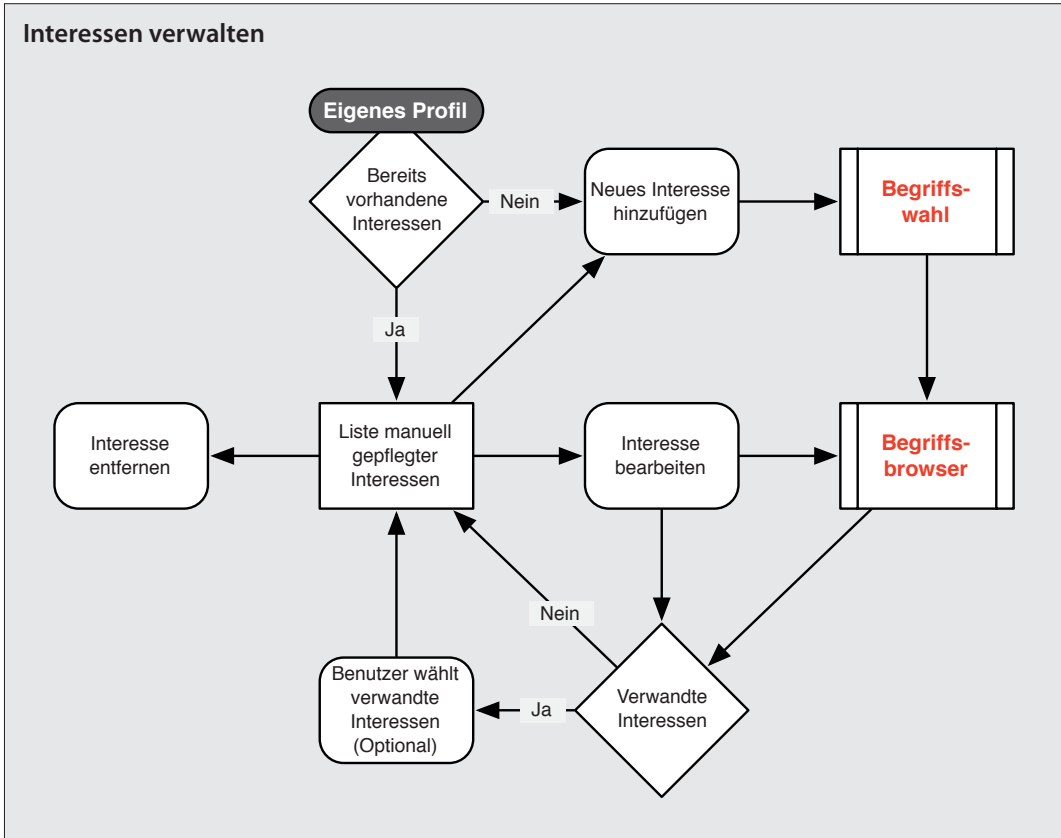 Interessen verwalten
Eigenes Profil
Bereits
vorhandene
Interessen
Nein
Neues Interesse
hinzufügen
Begriffs-
wahl
Ja
Interesse
entfernen
Liste manuell
gepflegter
Interessen
Interesse
bearbeiten
Begriffs-
browser
Nein
Benutzer wählt
verwandte
Interessen
(Optional)
Ja
Verwandte
Interessen